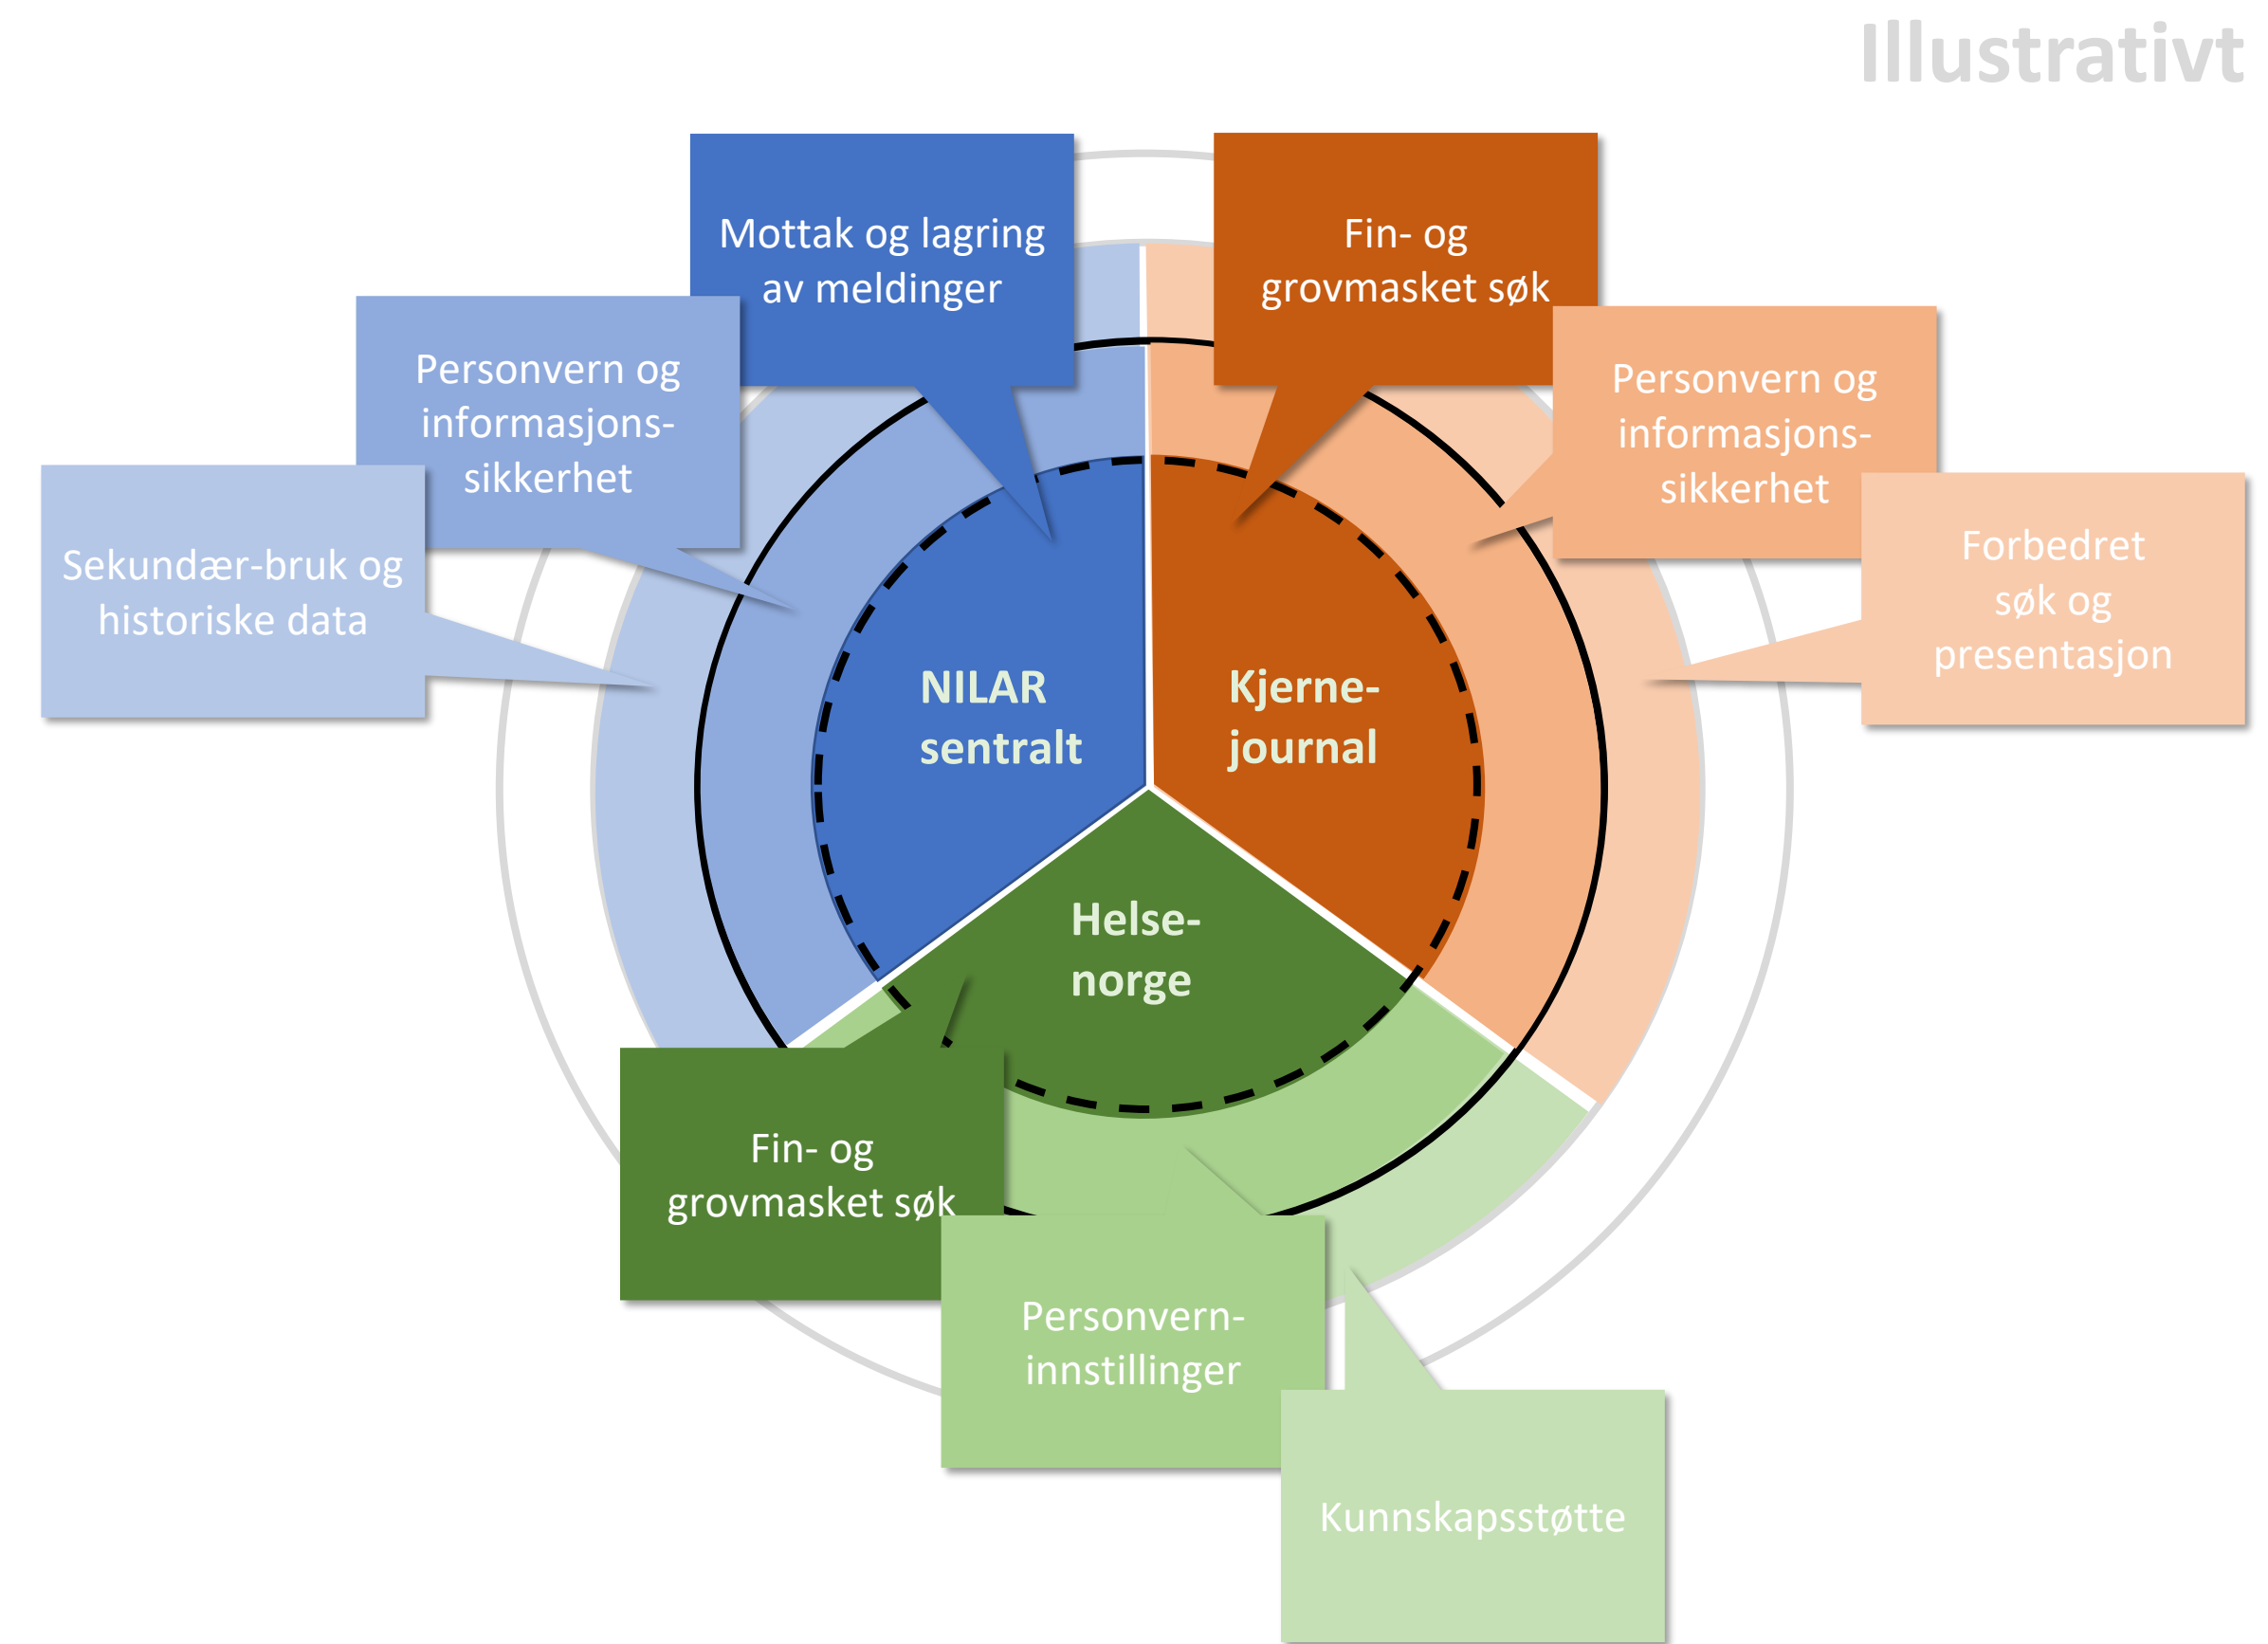 Illustrativt
Mottak og lagring
av meldinger
Fin- og
grovmasket søk
Personvern og
informasjons-
sikkerhet
Personvern og
informasjons-
sikkerhet
Sekundær-bruk og
historiske data
Forbedret
søk og
presentasjon
NILAR
sentralt
Kjerne-
journal
Helse-
norge
Fin- og
grovmasket søk
Personvern-
innstillinger
Kunnskapsstøtte